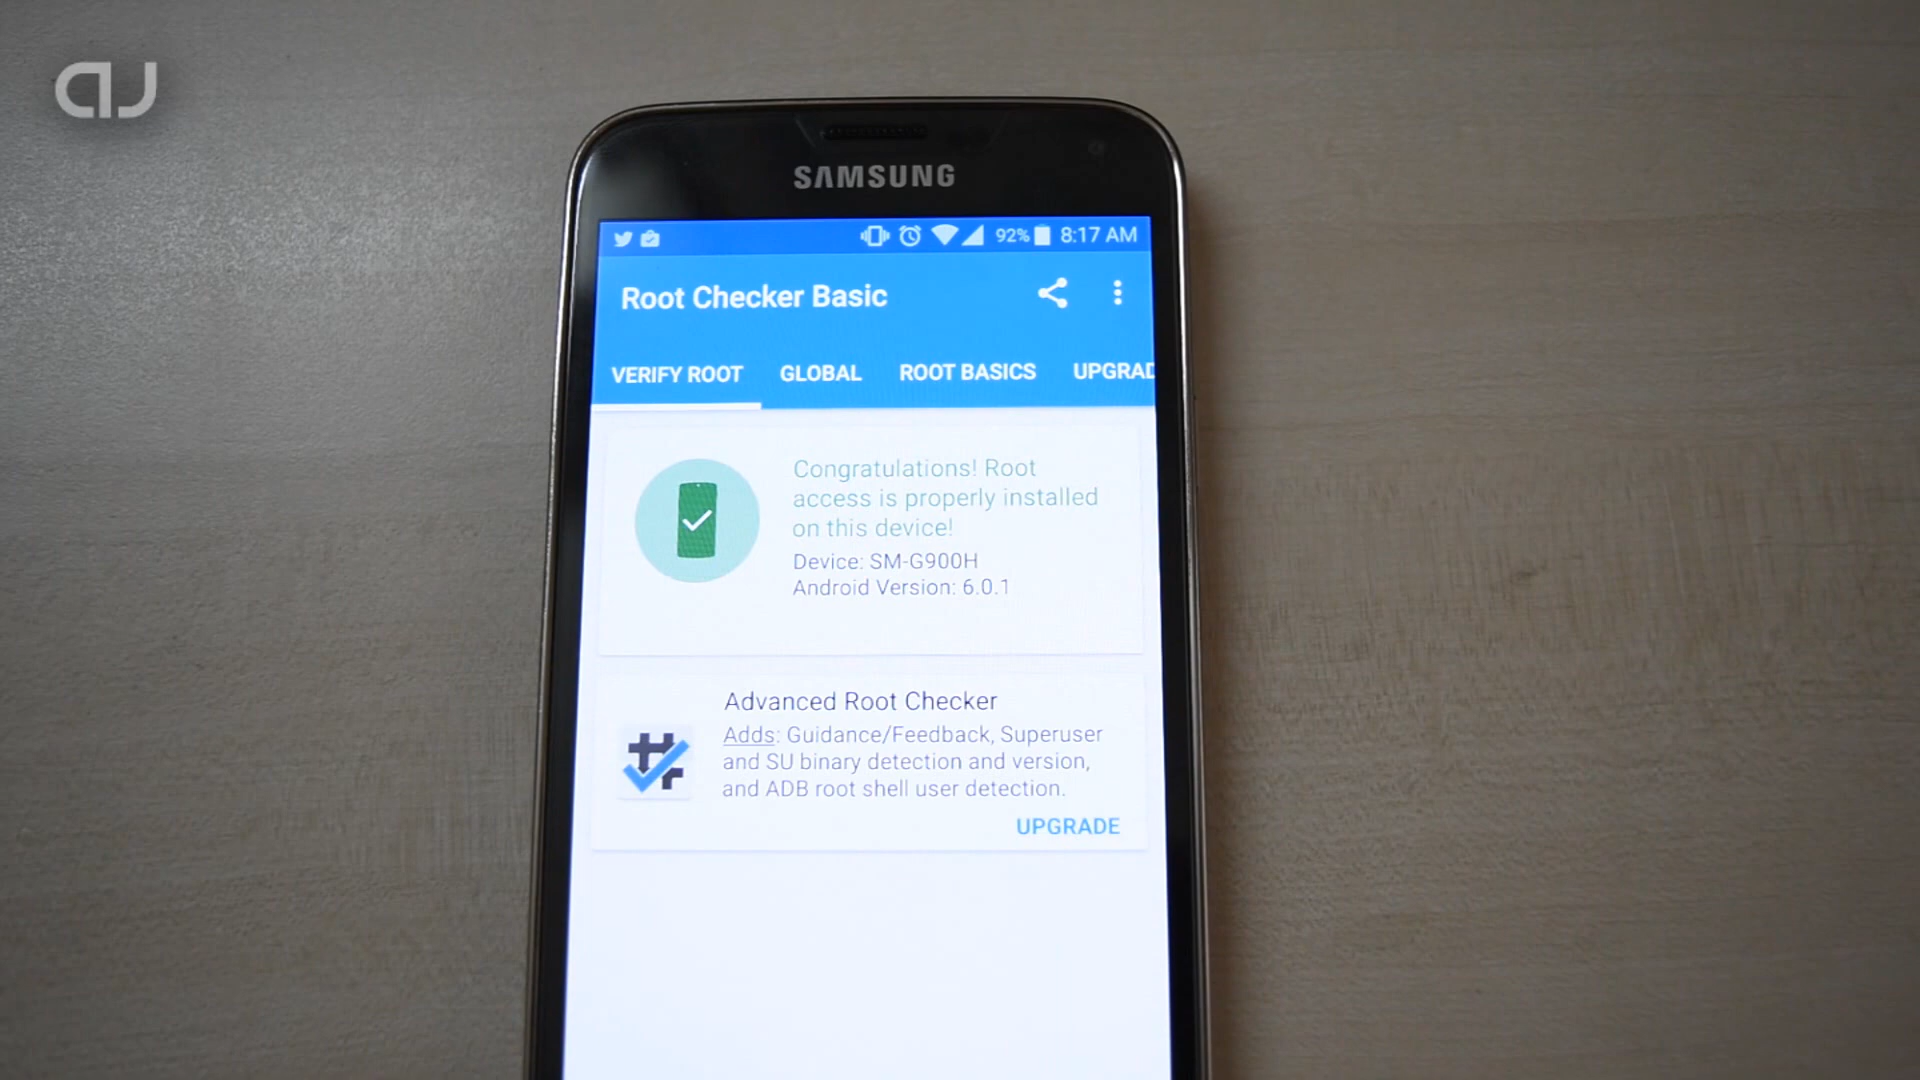 aj
SAMSUNG
92% 8:17 AM
Root Checker Basic
VERIFY ROOT GLOBAL ROOT BASICS UPGRAD
Congratulations! Root
access is properly installed
on this device!
Device: SM-G900H
Android Version: 6.0.1
Advanced Root Checker
Adds: Guidance/Feedback, Superuser
and SU binary detection and version,
and ADB root shell user detection.
UPGRADE